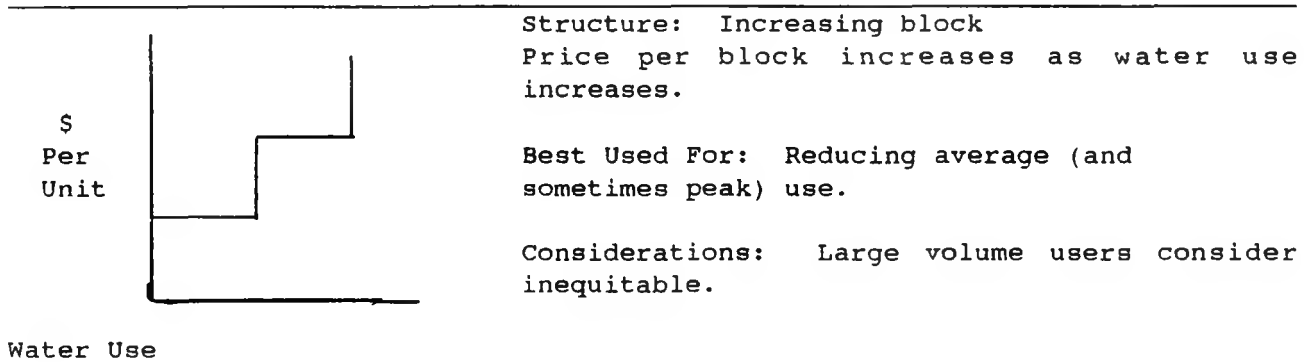 Structure: Increasing block
Price per block increases as water use
increases.
$
Per
Unit
Best Used For: Reducing average (and
sometimes peak) use.
Considerations: Large volume users consider
inequitable.
Water Use